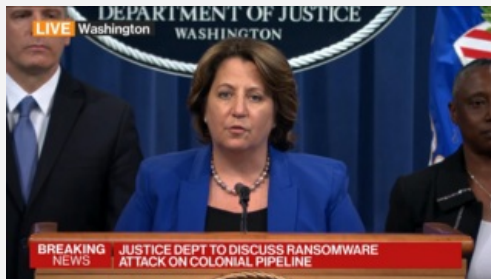 DEPARTMENT OF JUSTICE
WASHINGTON
LIVE Washington
BREAKING NEWS
JUSTICE DEPT TO DISCUSS RANSOMWARE
ATTACK ON COLONIAL PIPELINE